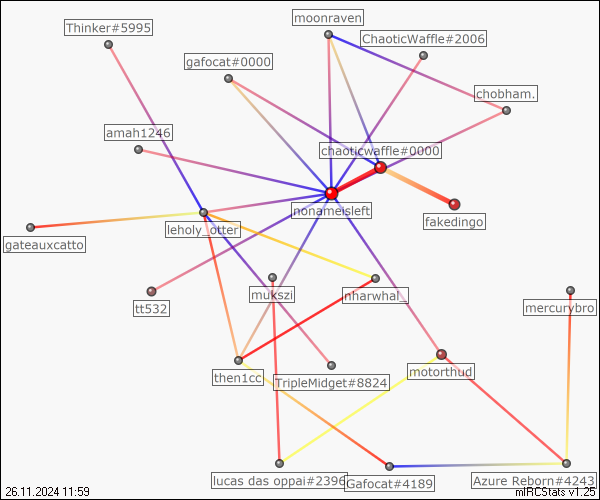 moonraven
Thinker#5995
ChaoticWaffle#2006
gafocat#0000
chobham.
amah1246
chaoticwaffle#0000
nonameisleft
fakedingo
leholy_otter
gateauxcatto
mukszi
nharwhal_
tt532
mercurybro
then1cc
TripleMidget#8824
motorthud
lucas das oppai#2396
Gafocat#4189
Azure Reborn#4243
26.11.2024 11:59
mIRCStats v1.25